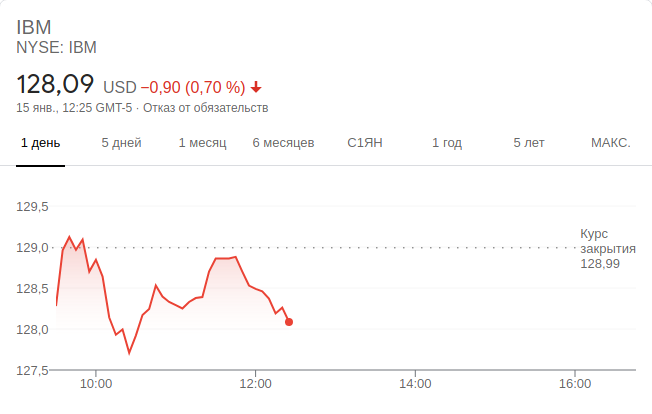 IBM
NYSE: IBM
128,09 USD −0,90 (0,70 %)
15 янв., 12:25 GMT-5 · Отказ от обязательств
1 день 5 дней 1 месяц 6 месяцев С1ЯН 1 год 5 лет МАКС.
129,5
129,0
128,5
128,0
127,5
Курс
закрытия
128,99
10:00 12:00 14:00 16:00